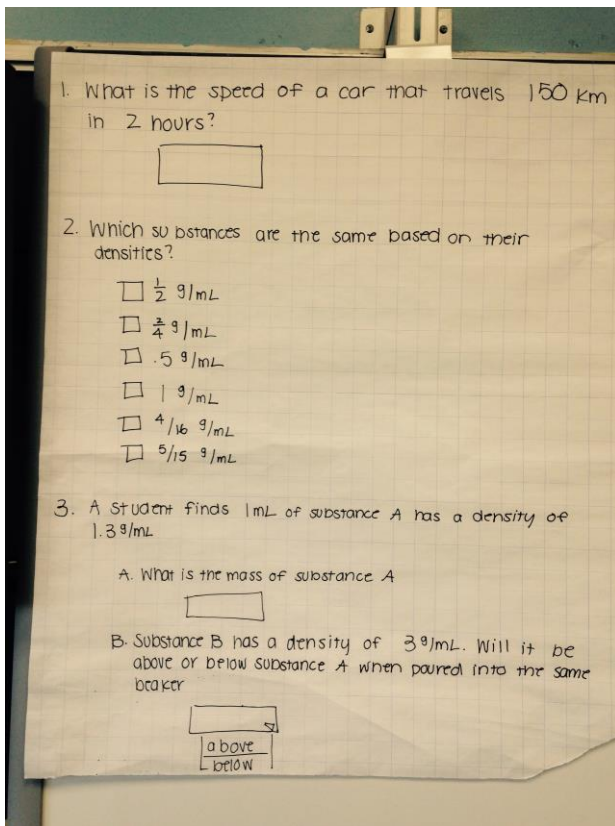 1. What is the speed of a car that travels 150 km
in 2 hours?
2. Which substances are the same based on their
densities?
1/2 g/mL
2/4 g/mL
.5 g/mL
1 g/mL
4/16 g/mL
5/15 g/mL
3. A student finds 1mL of substance A has a density of
1.3 g/mL
A. What is the mass of substance A
B. Substance B has a density of 3 g/mL. Will it be
above or below substance A when poured into the same
beaker
above
below